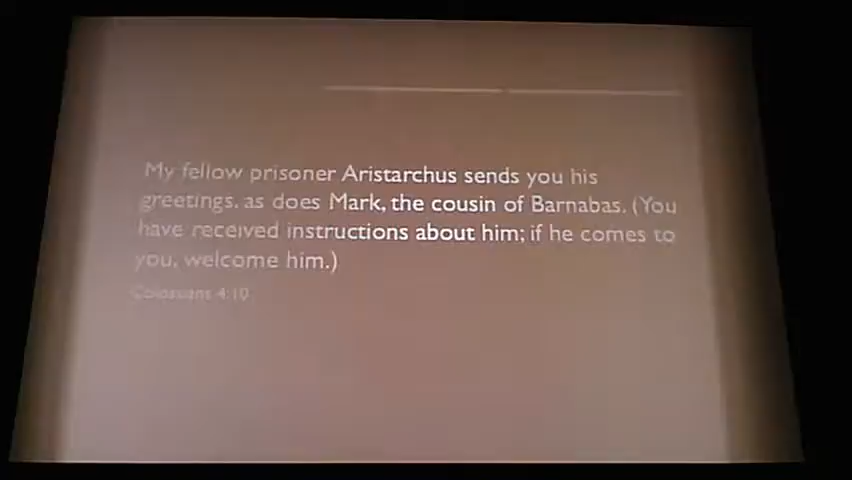 My fellow prisoner Aristarchus sends you his
greetings, as does Mark, the cousin of Barnabas. (You
have received instructions about him; if he comes to
you, welcome him.)
Colossians 4:10